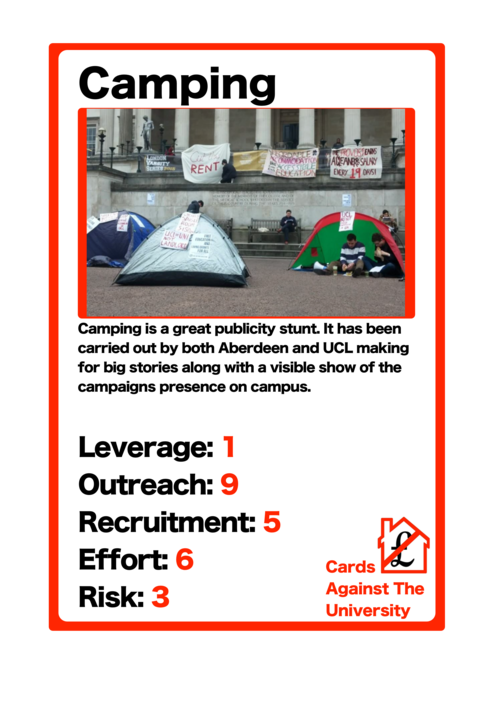 Camping
RENT
Camping is a great publicity stunt. It has been
carried out by both Aberdeen and UCL making
for big stories along with a visible show of the
campaigns presence on campus.
Leverage: 1
Outreach: 9
Recruitment: 5
Effort: 6
Risk: 3
£
Cards
Against The
University